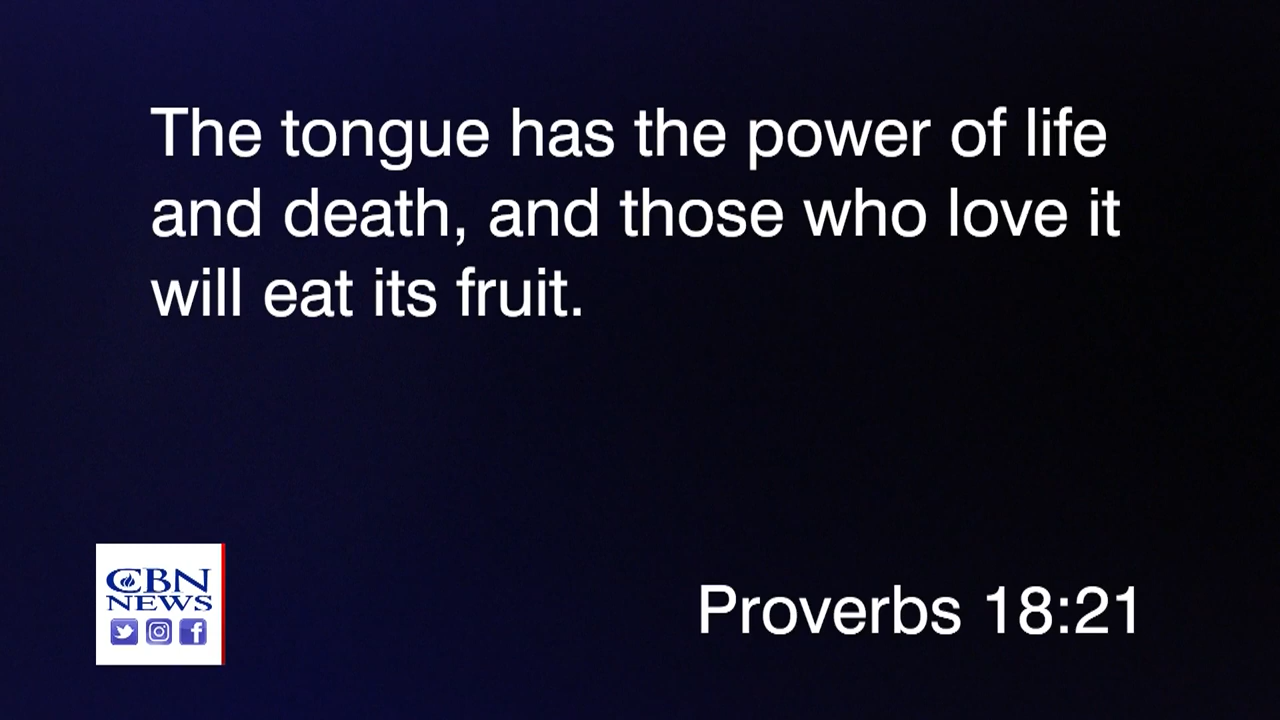 The tongue has the power of life
and death, and those who love it
will eat its fruit.
CBN
NEWS
Proverbs 18:21